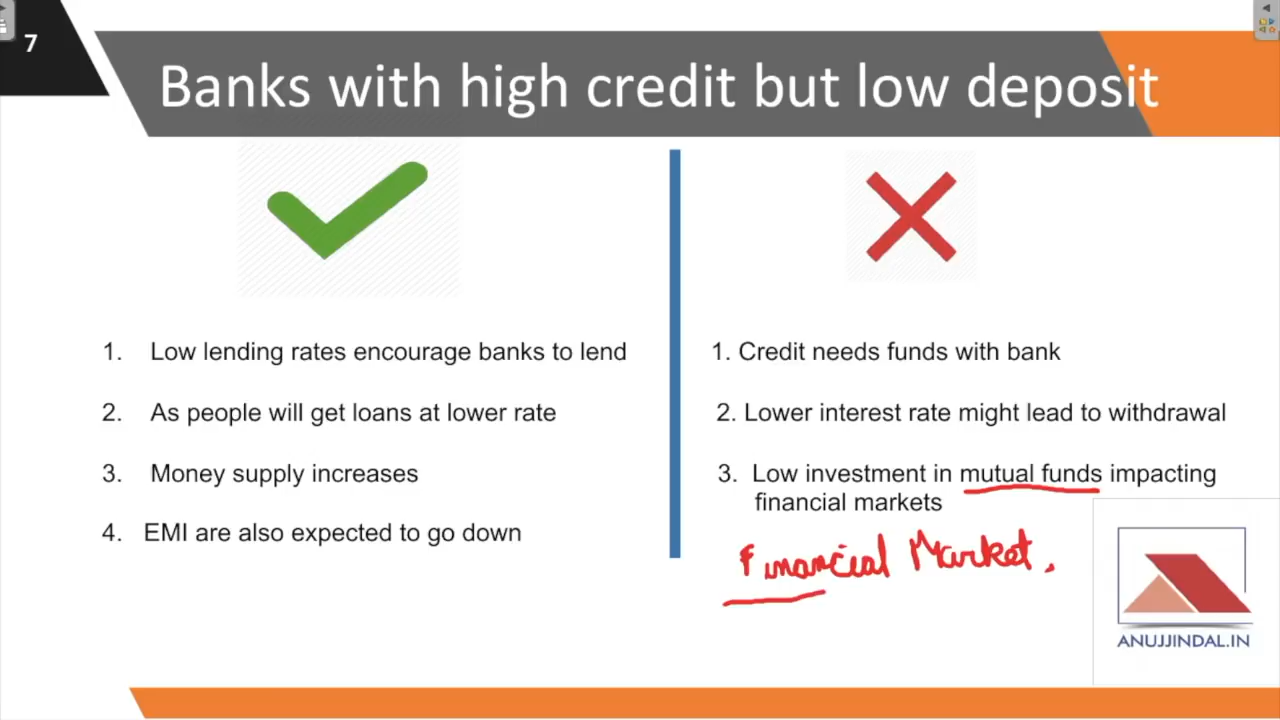 7
Banks with high credit but low deposit
1. Low lending rates encourage banks to lend
2. As people will get loans at lower rate
3. Money supply increases
4. EMI are also expected to go down
1. Credit needs funds with bank
2. Lower interest rate might lead to withdrawal
3. Low investment in mutual funds impacting
financial markets
Financial Market.
ANUJJINDAL.IN